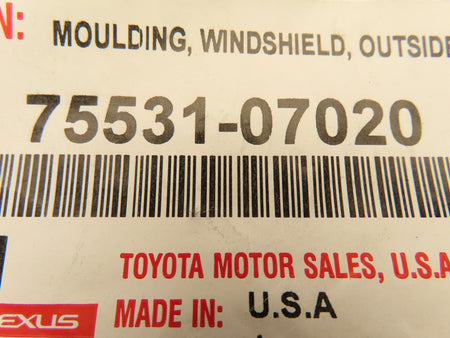 N: MOULDING, WINDSHIELD, OUTSIDE
75531-07020
TOYOTA MOTOR SALES, U.S.A
EXUS MADE IN: U.S.A